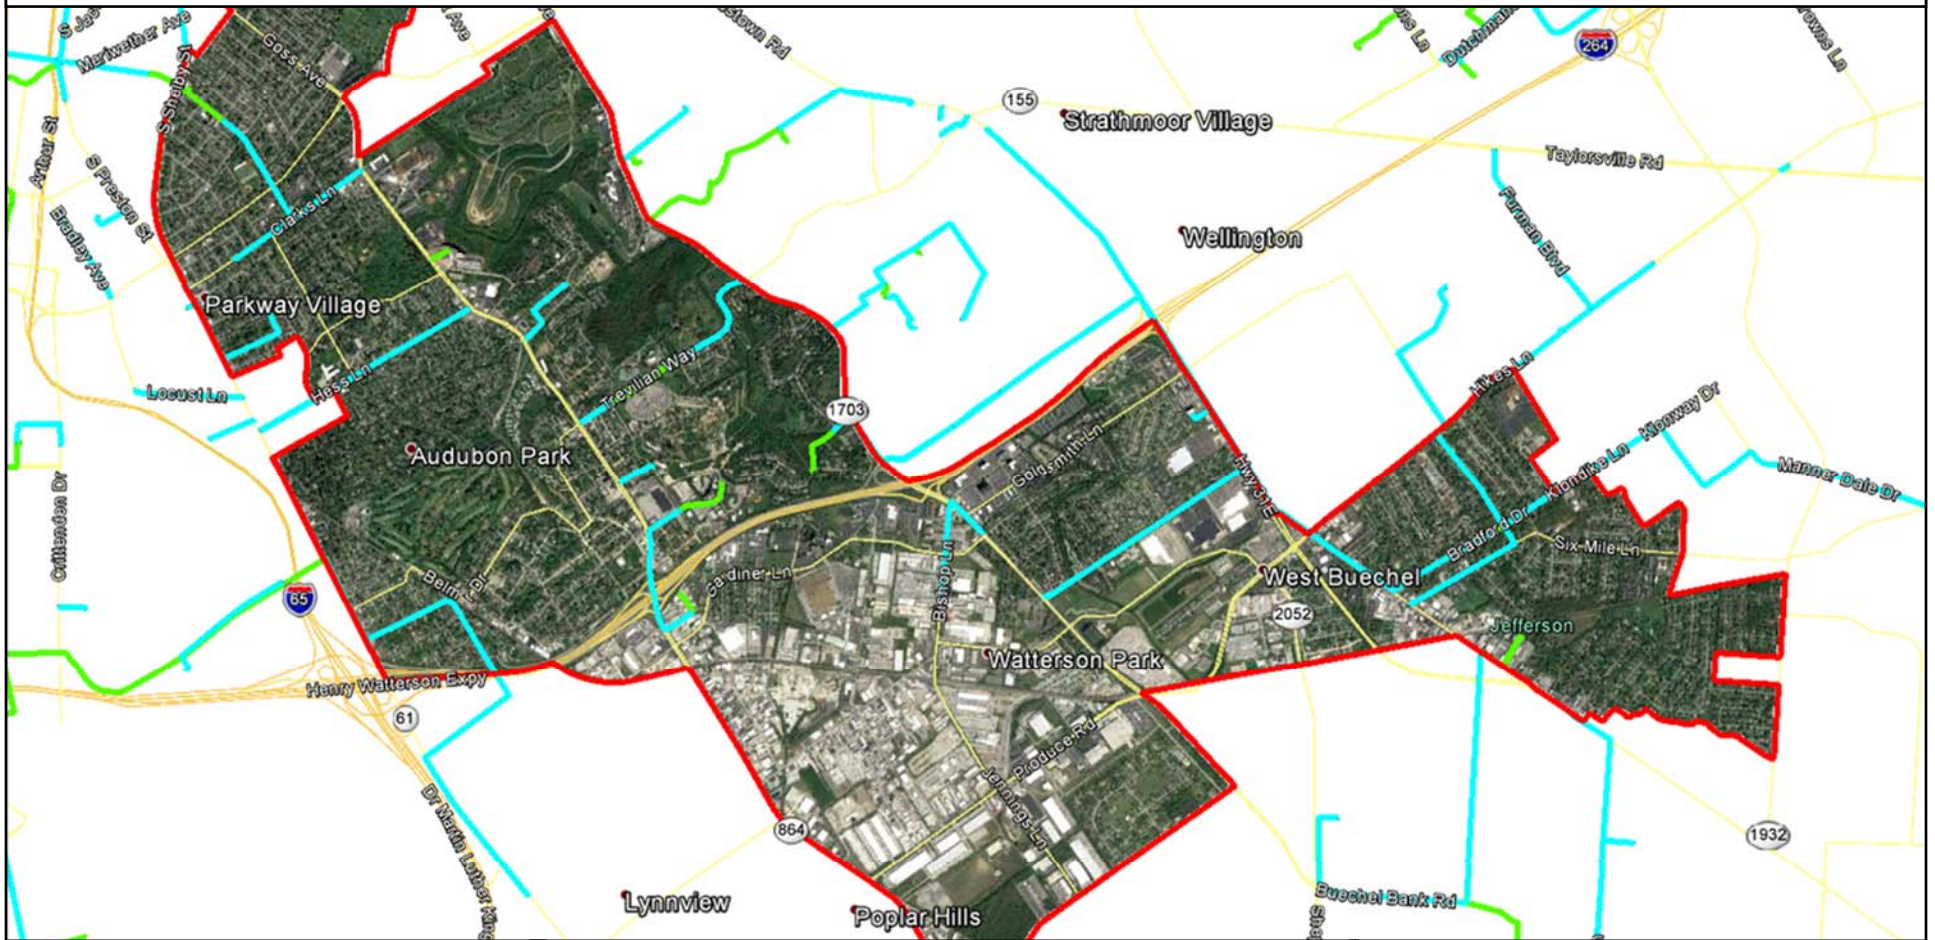 Meriwether Ave
Goss Ave
Ave
264
Taylorsville Rd
155
Strathmoor Village
S Shelby St
Arthur St
S Preston St
Clarks Ln
Bradley Ave
Wellington
Furman Blvd
Parkway Village
Hess Ln
Locust Ln
Trevilian Way
1703
Hikes Ln
Klonway Dr
Audubon Park
Goldsmith Ln
Klondike Ln
Manner Dale Dr
Hwy 31 E
Crittenden Dr
Bradford Dr
Six Mile Ln
Gardiner Ln
Bishop Ln
West Buechel
65
2052
Jefferson
Watterson Park
Henry Watterson Expy
61
Produce Rd
Jennings Ln
Dr Martin Luther King
864
1932
Buechel Bank Rd
Lynnview
Poplar Hills